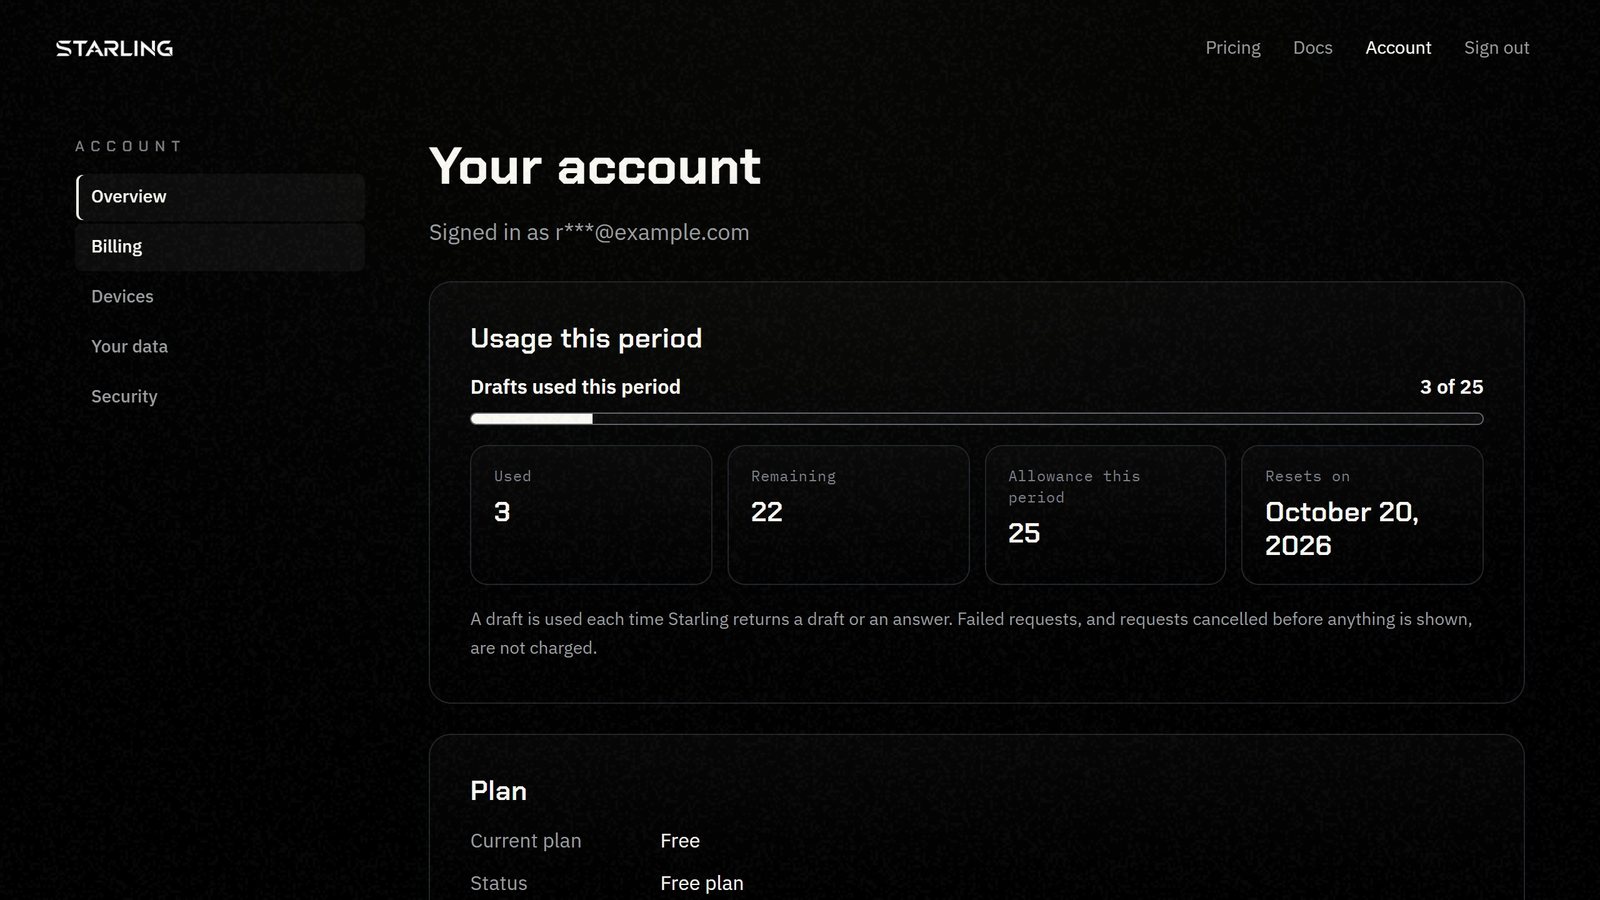 STARLING
Pricing
Docs
Account
Sign out
ACCOUNT
Overview
Billing
Devices
Your data
Security
Your account
Signed in as r***@example.com
Usage this period
Drafts used this period
3 of 25
Used
3
Remaining
22
Allowance this
period
25
Resets on
October 20,
2026
A draft is used each time Starling returns a draft or an answer. Failed requests, and requests cancelled before anything is shown,
are not charged.
Plan
Current plan
Free
Status
Free plan